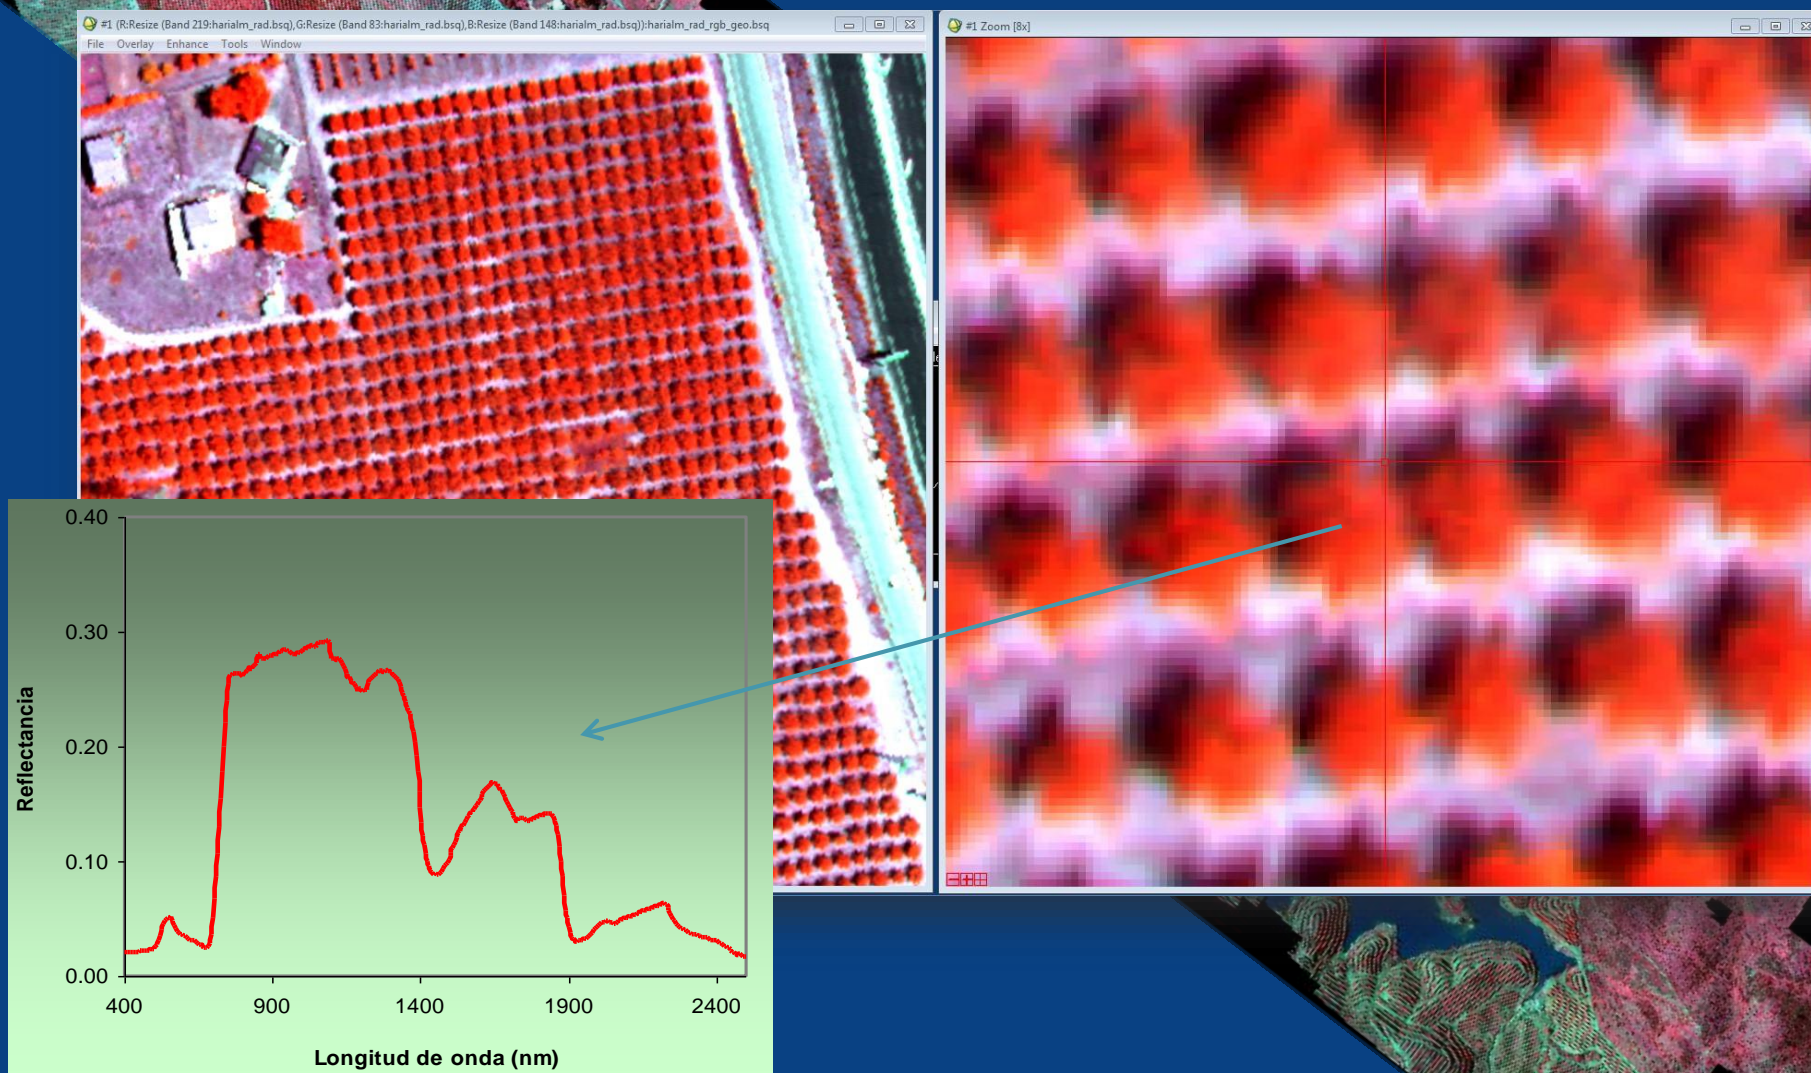 #1 (R:Resize (Band 219:harialm_rad.bsq),G:Resize (Band 83:harialm_rad.bsq),B:Resize (Band 148:harialm_rad.bsq)):harialm_rad_rgb_geo.bsq
File Overlay Enhance Tools Window
#1 Zoom [8x]
0.40
0.30
0.20
0.10
0.00
Reflectancia
400 900 1400 1900 2400
Longitud de onda (nm)